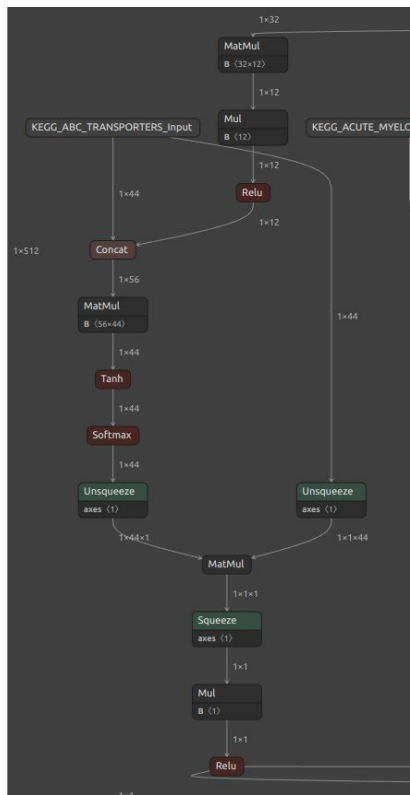 1×32
MatMul
B ⟨32×12⟩
1×12
Mul
B ⟨12⟩
KEGG_ABC_TRANSPORTERS_Input
KEGG_ACUTE_MYELO
1×12
Relu
1×44
1×12
1×512
Concat
1×56
MatMul
B ⟨56×44⟩
1×44
1×44
Tanh
1×44
Softmax
1×44
Unsqueeze
axes ⟨1⟩
Unsqueeze
axes ⟨1⟩
1×44×1
1×1×44
MatMul
1×1×1
Squeeze
axes ⟨1⟩
1×1
Mul
B ⟨1⟩
1×1
Relu
1×1